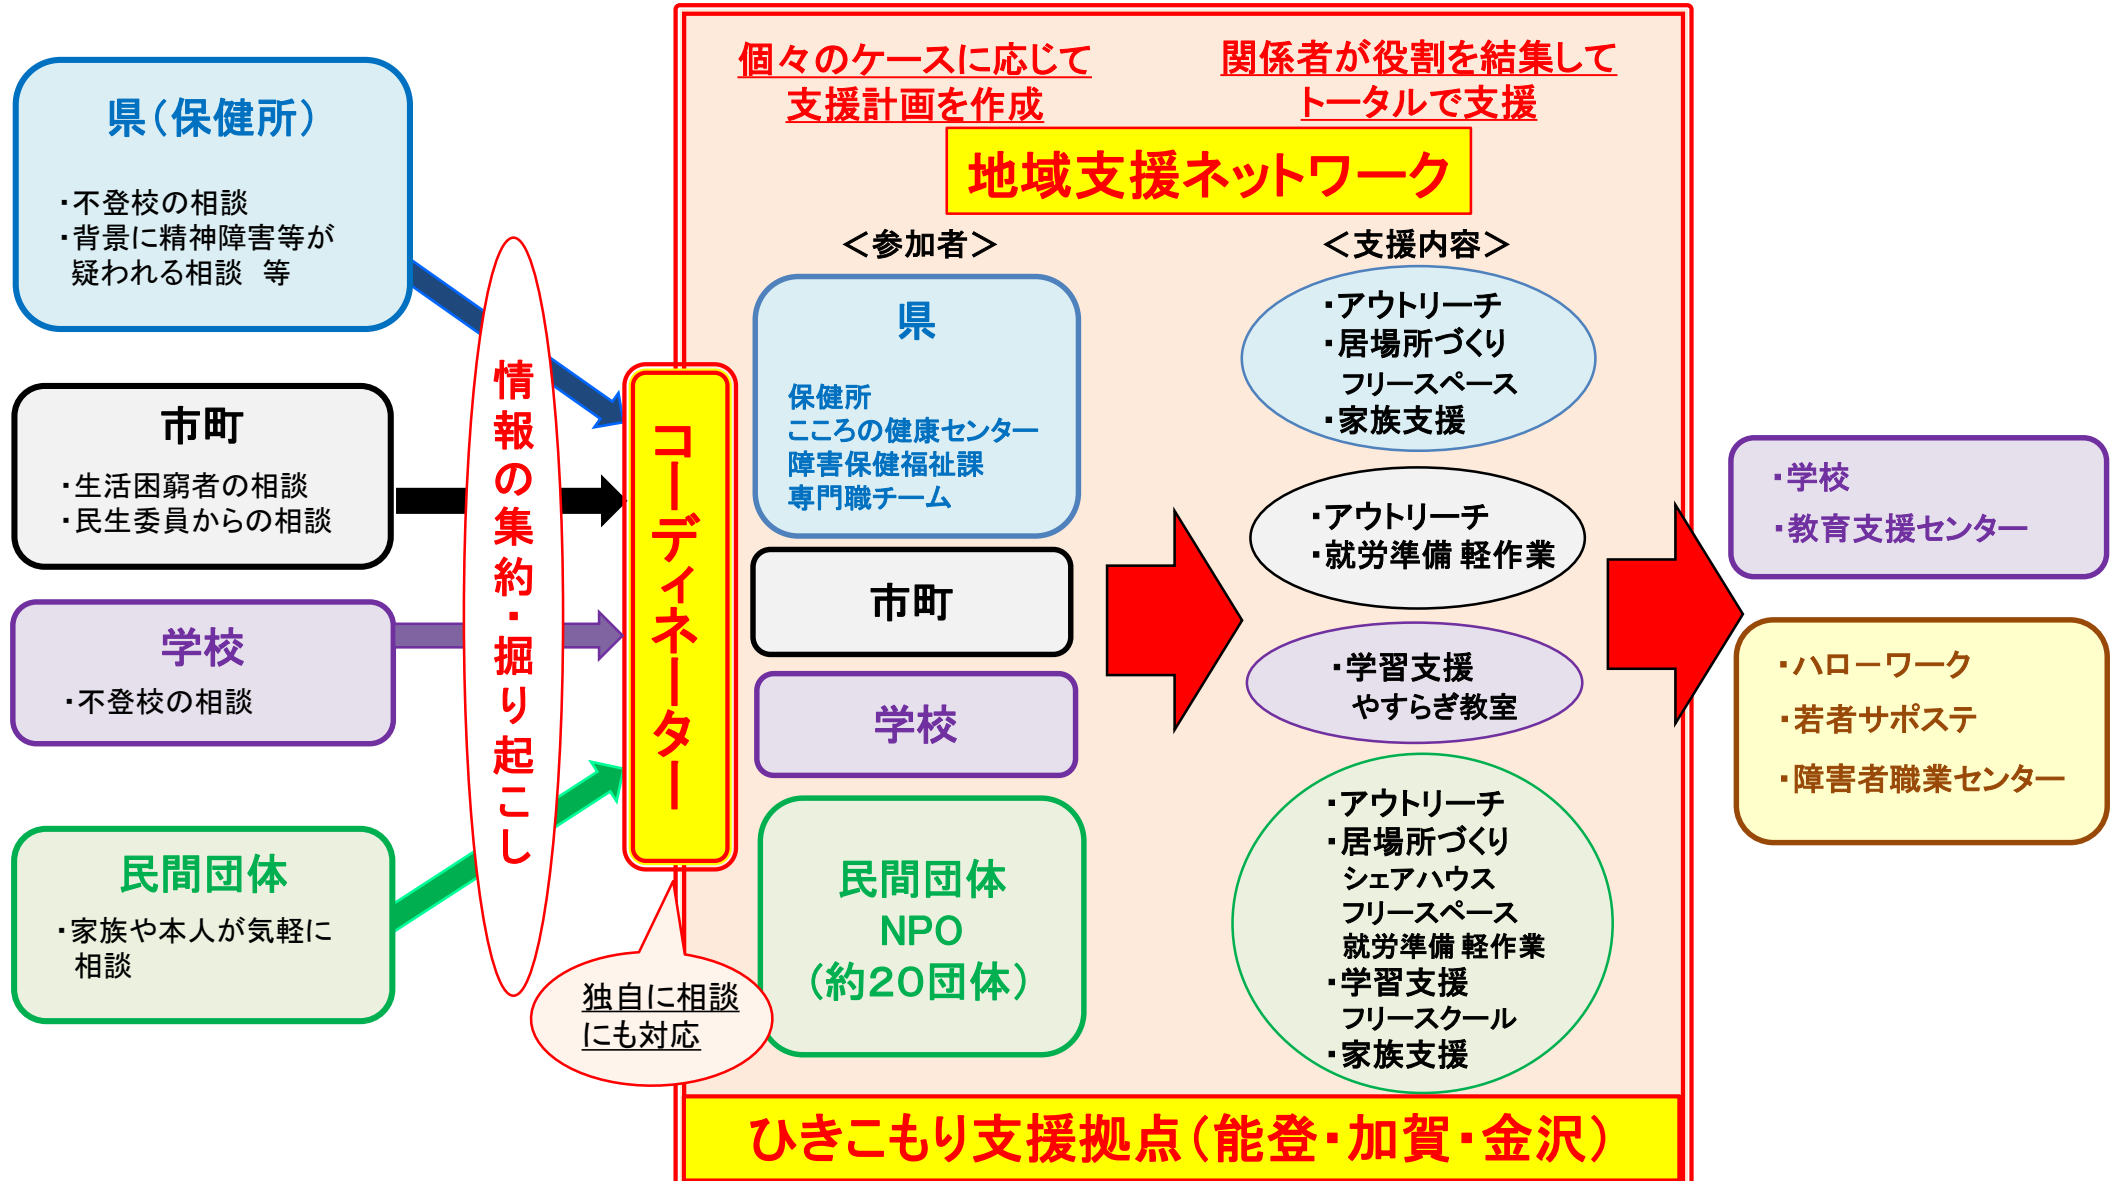 県（保健所）
・不登校の相談
・背景に精神障害等が
疑われる相談　等
市町
・生活困窮者の相談
・民生委員からの相談
学校
・不登校の相談
民間団体
・家族や本人が気軽に
相談
情報の集約・掘り起こし
コーディネーター
独自に相談
にも対応
個々のケースに応じて
支援計画を作成
関係者が役割を結集して
トータルで支援
地域支援ネットワーク
＜参加者＞
県
保健所
こころの健康センター
障害保健福祉課
専門職チーム
市町
学校
民間団体
NPO
（約20団体）
＜支援内容＞
・アウトリーチ
・居場所づくり
フリースペース
・家族支援
・アウトリーチ
・就労準備 軽作業
・学習支援
やすらぎ教室
・アウトリーチ
・居場所づくり
シェアハウス
フリースペース
就労準備 軽作業
・学習支援
フリースクール
・家族支援
ひきこもり支援拠点（能登・加賀・金沢）
・学校
・教育支援センター
・ハローワーク
・若者サポステ
・障害者職業センター